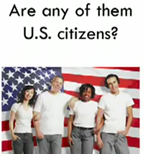 Are any of them
U.S. citizens?